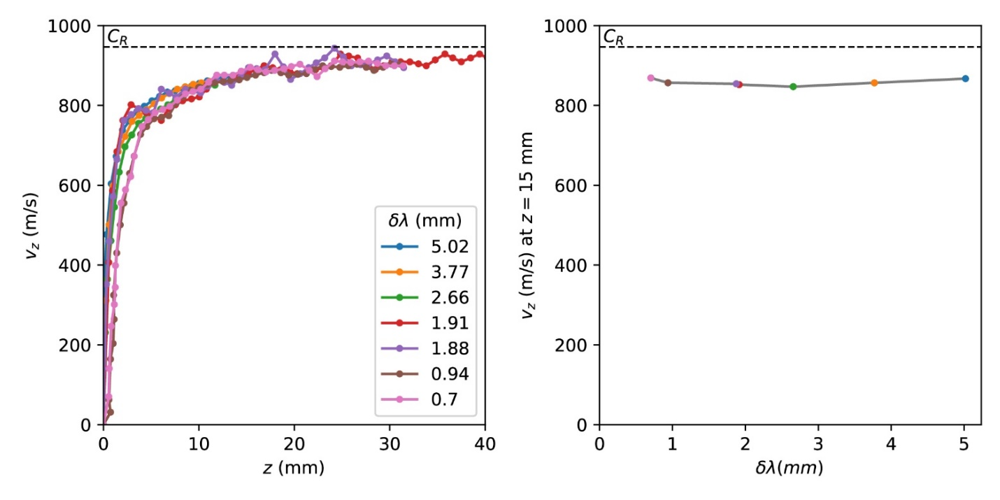 1000
C_R
800
600
400
200
0
v_z (m/s)
0 10 20 30 40
z (mm)
δλ (mm)
5.02
3.77
2.66
1.91
1.88
0.94
0.7
1000
C_R
800
600
400
200
0
v_z (m/s) at z = 15 mm
0 1 2 3 4 5
δλ(mm)